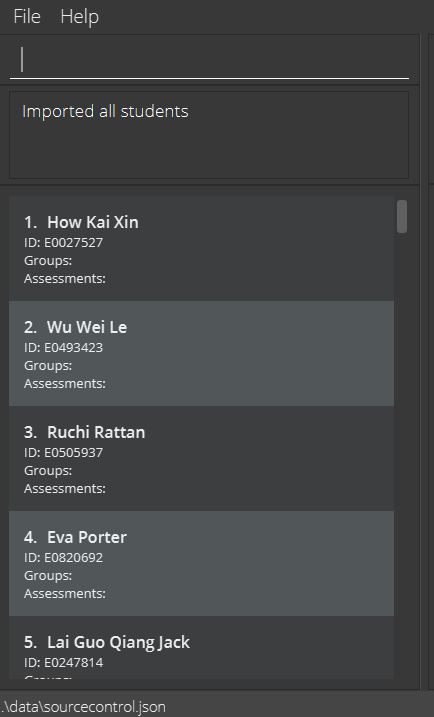 File Help
Imported all students
1. How Kai Xin
ID: E0027527
Groups:
Assessments:
2. Wu Wei Le
ID: E0493423
Groups:
Assessments:
3. Ruchi Rattan
ID: E0505937
Groups:
Assessments:
4. Eva Porter
ID: E0820692
Groups:
Assessments:
5. Lai Guo Qiang Jack
ID: E0247814
Groups:
.\data\sourcecontrol.json